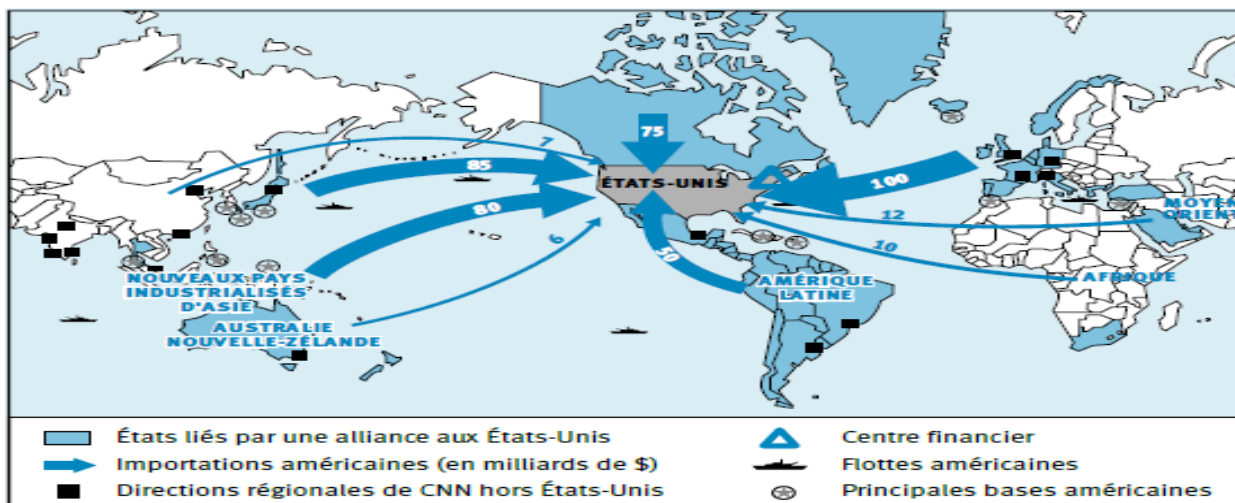 75
7
85
ÉTATS-UNIS
100
80
12
MOYEN
ORIENT
6
10
50
NOUVEAUX PAYS
INDUSTRIALISÉS
D'ASIE
AMÉRIQUE
LATINE
AFRIQUE
AUSTRALIE
NOUVELLE-ZÉLANDE
États liés par une alliance aux États-Unis
Centre financier
Importations américaines (en milliards de $)
Flottes américaines
Directions régionales de CNN hors États-Unis
Principales bases américaines